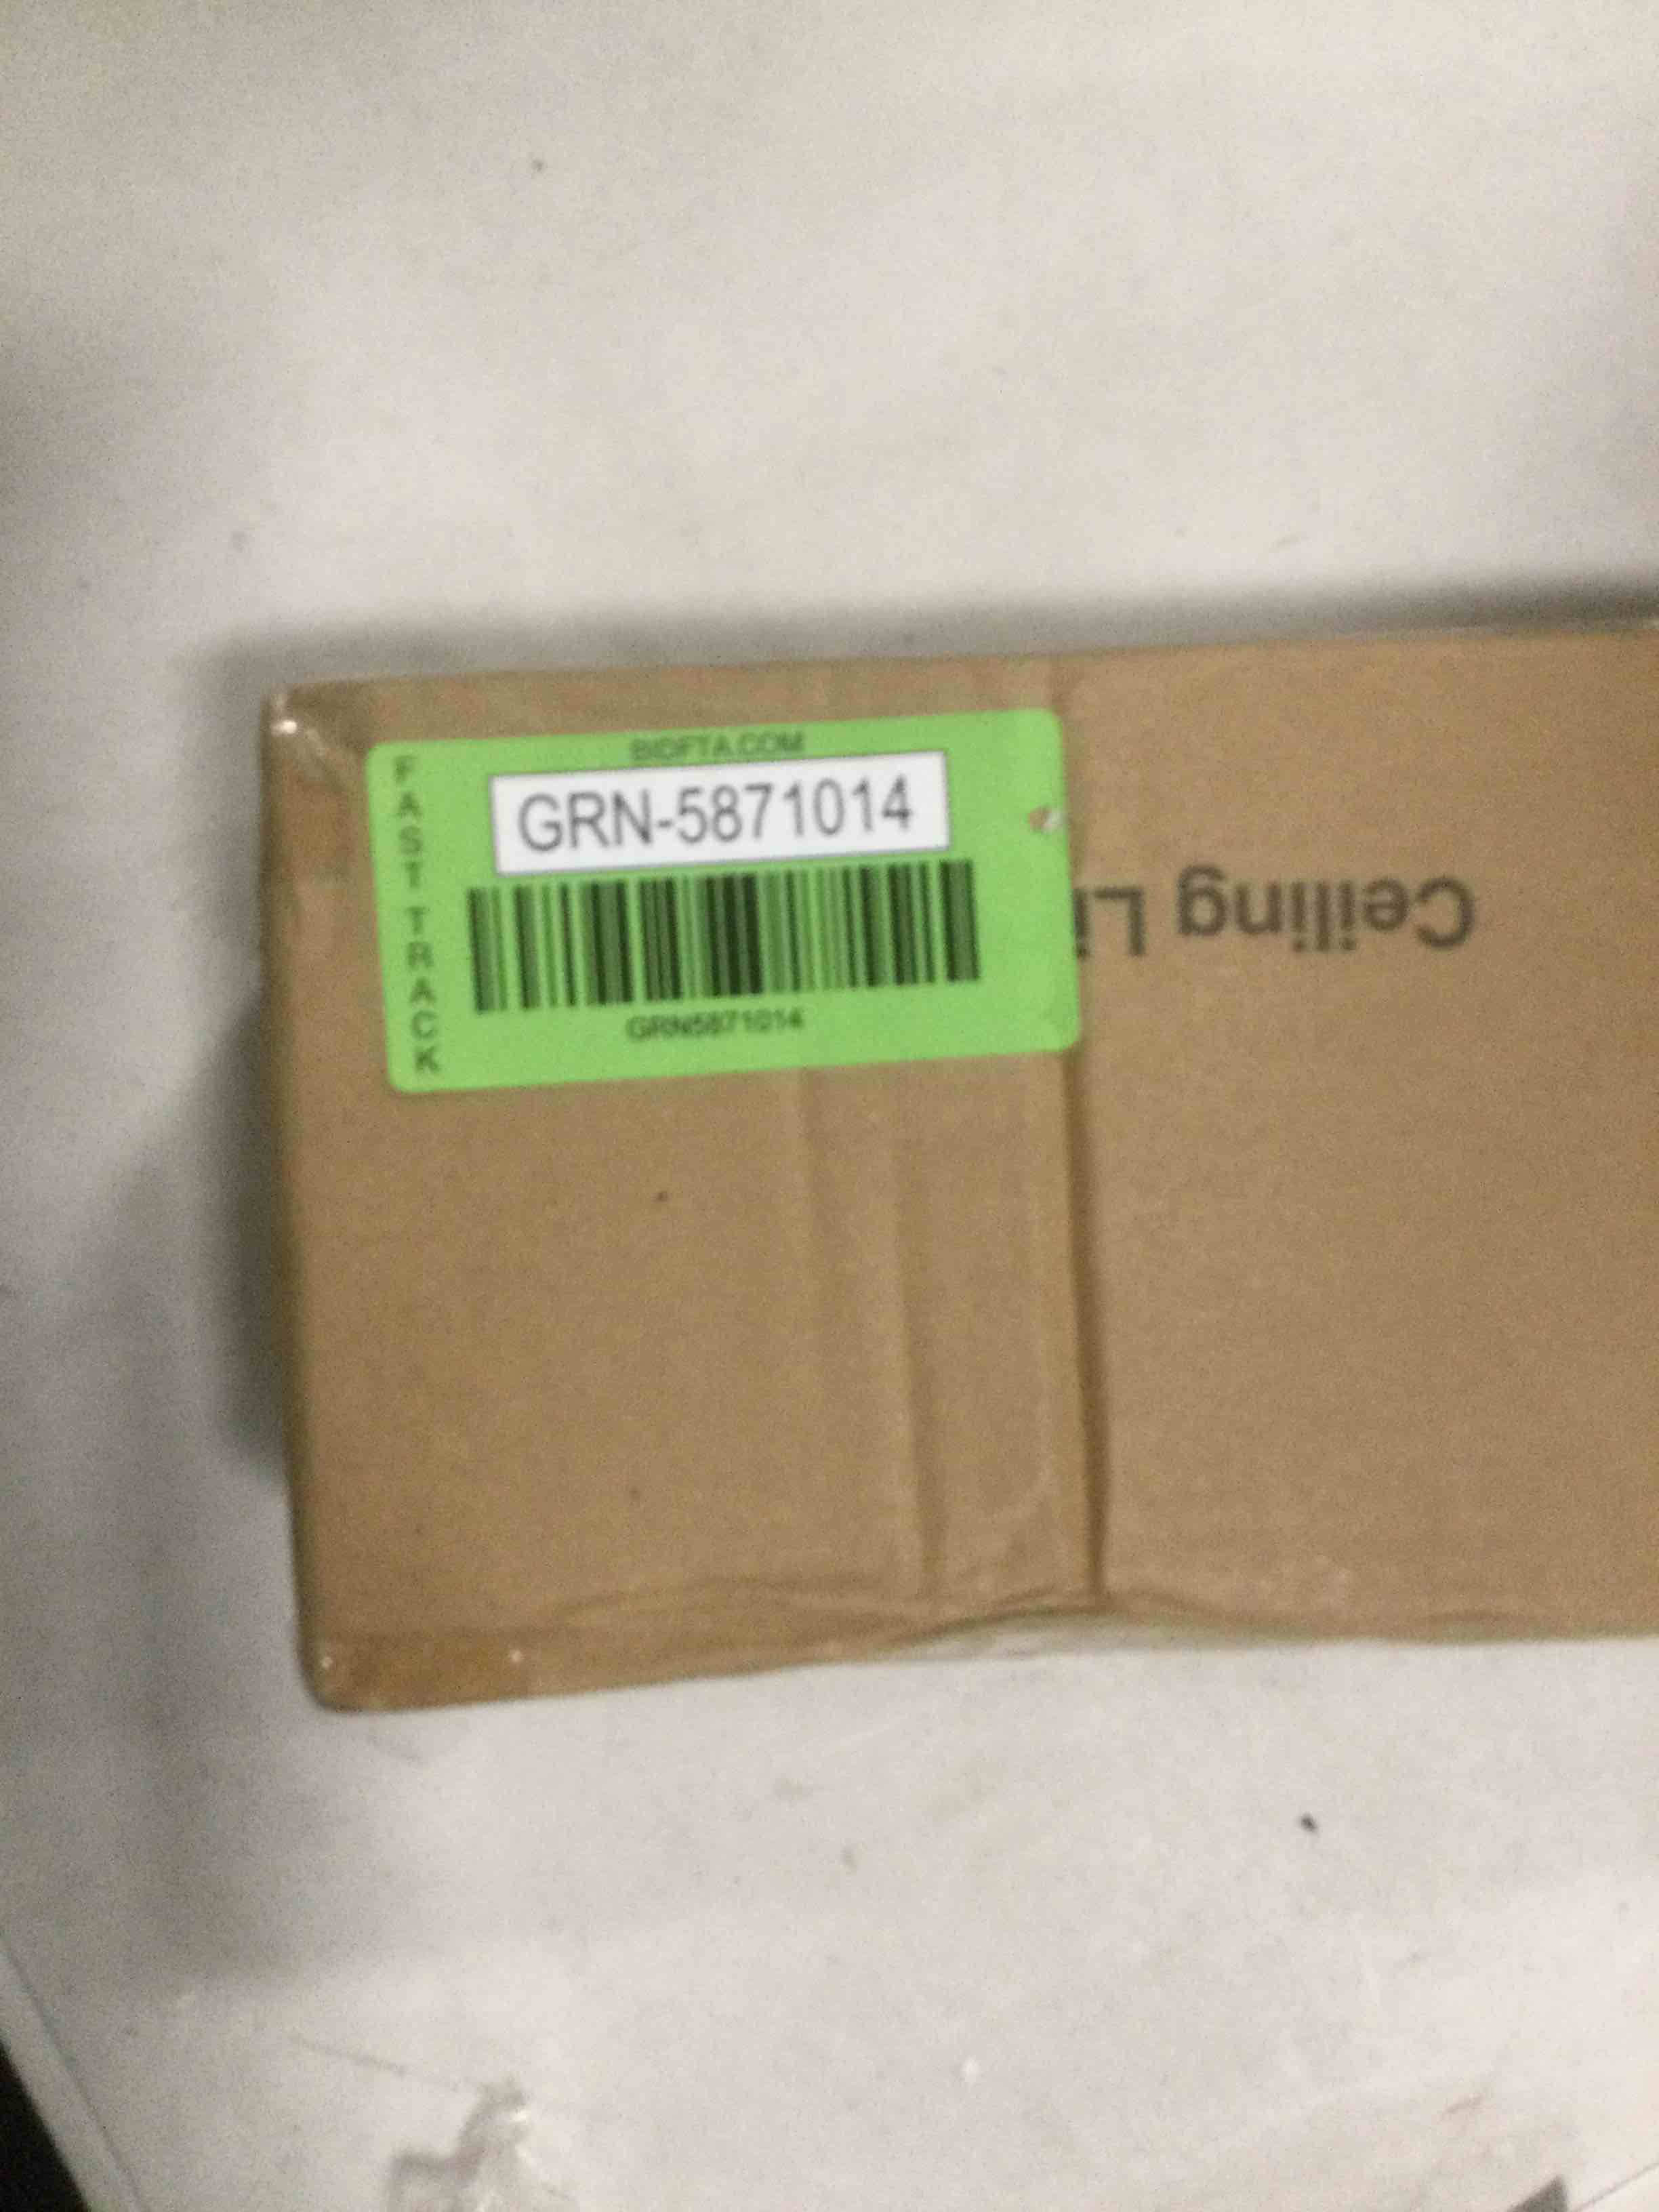 BIDFTA.COM
GRN-5871014
GRN5871014
FAST TRACK
Ceiling Li